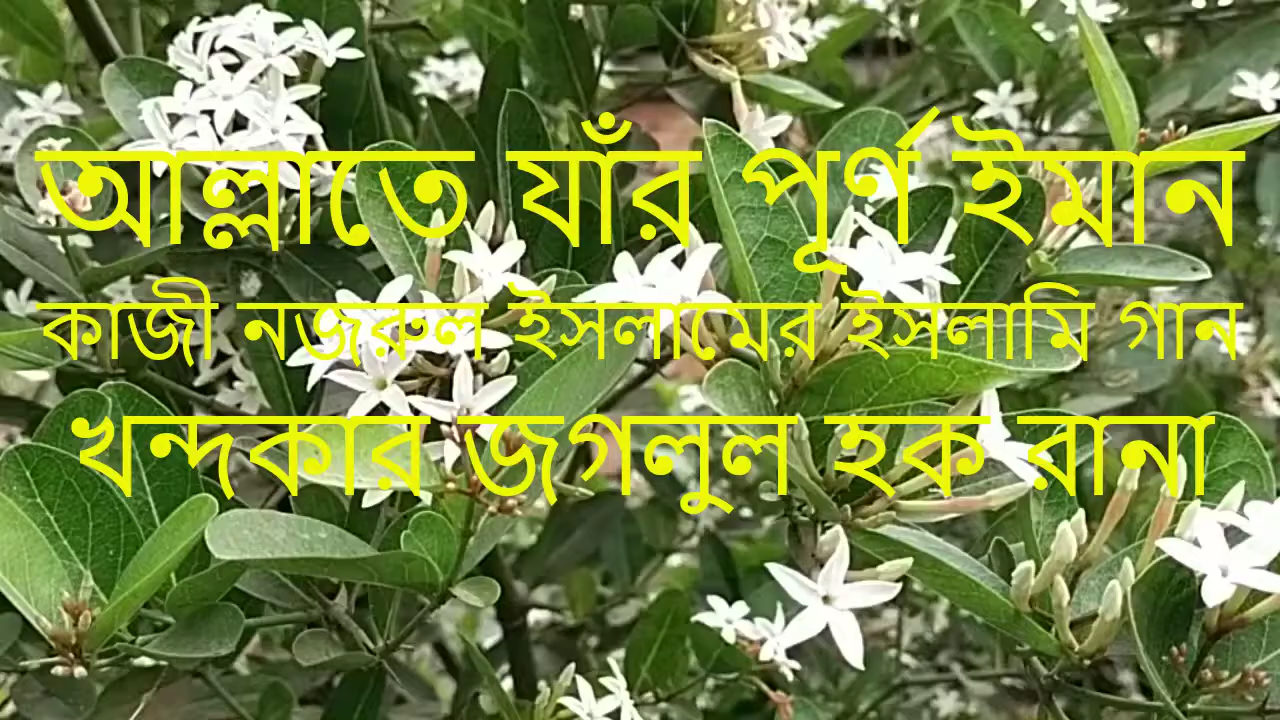 আল্লাতে যাঁর পূর্ণ ইমান
কাজী নজরুল ইসলামের ইসলামি গান
খন্দকার জগলুল হক রানা